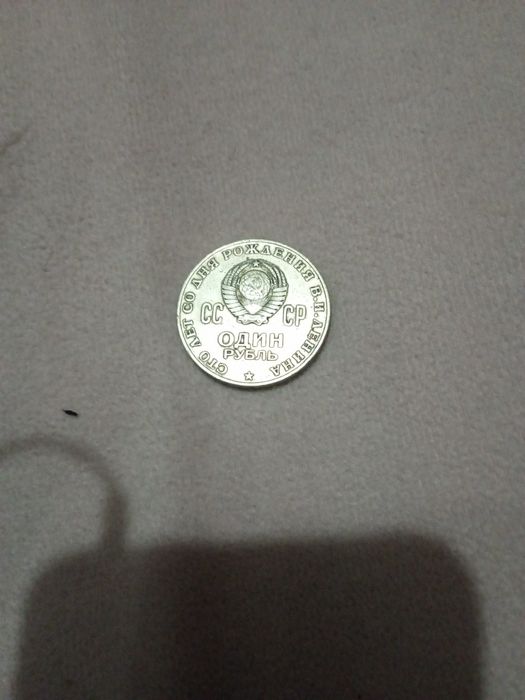 СТО ЛЕТ СО ДНЯ РОЖДЕНИЯ В.И.ЛЕНИНА
СС СР
ОДИН
РУБЛЬ